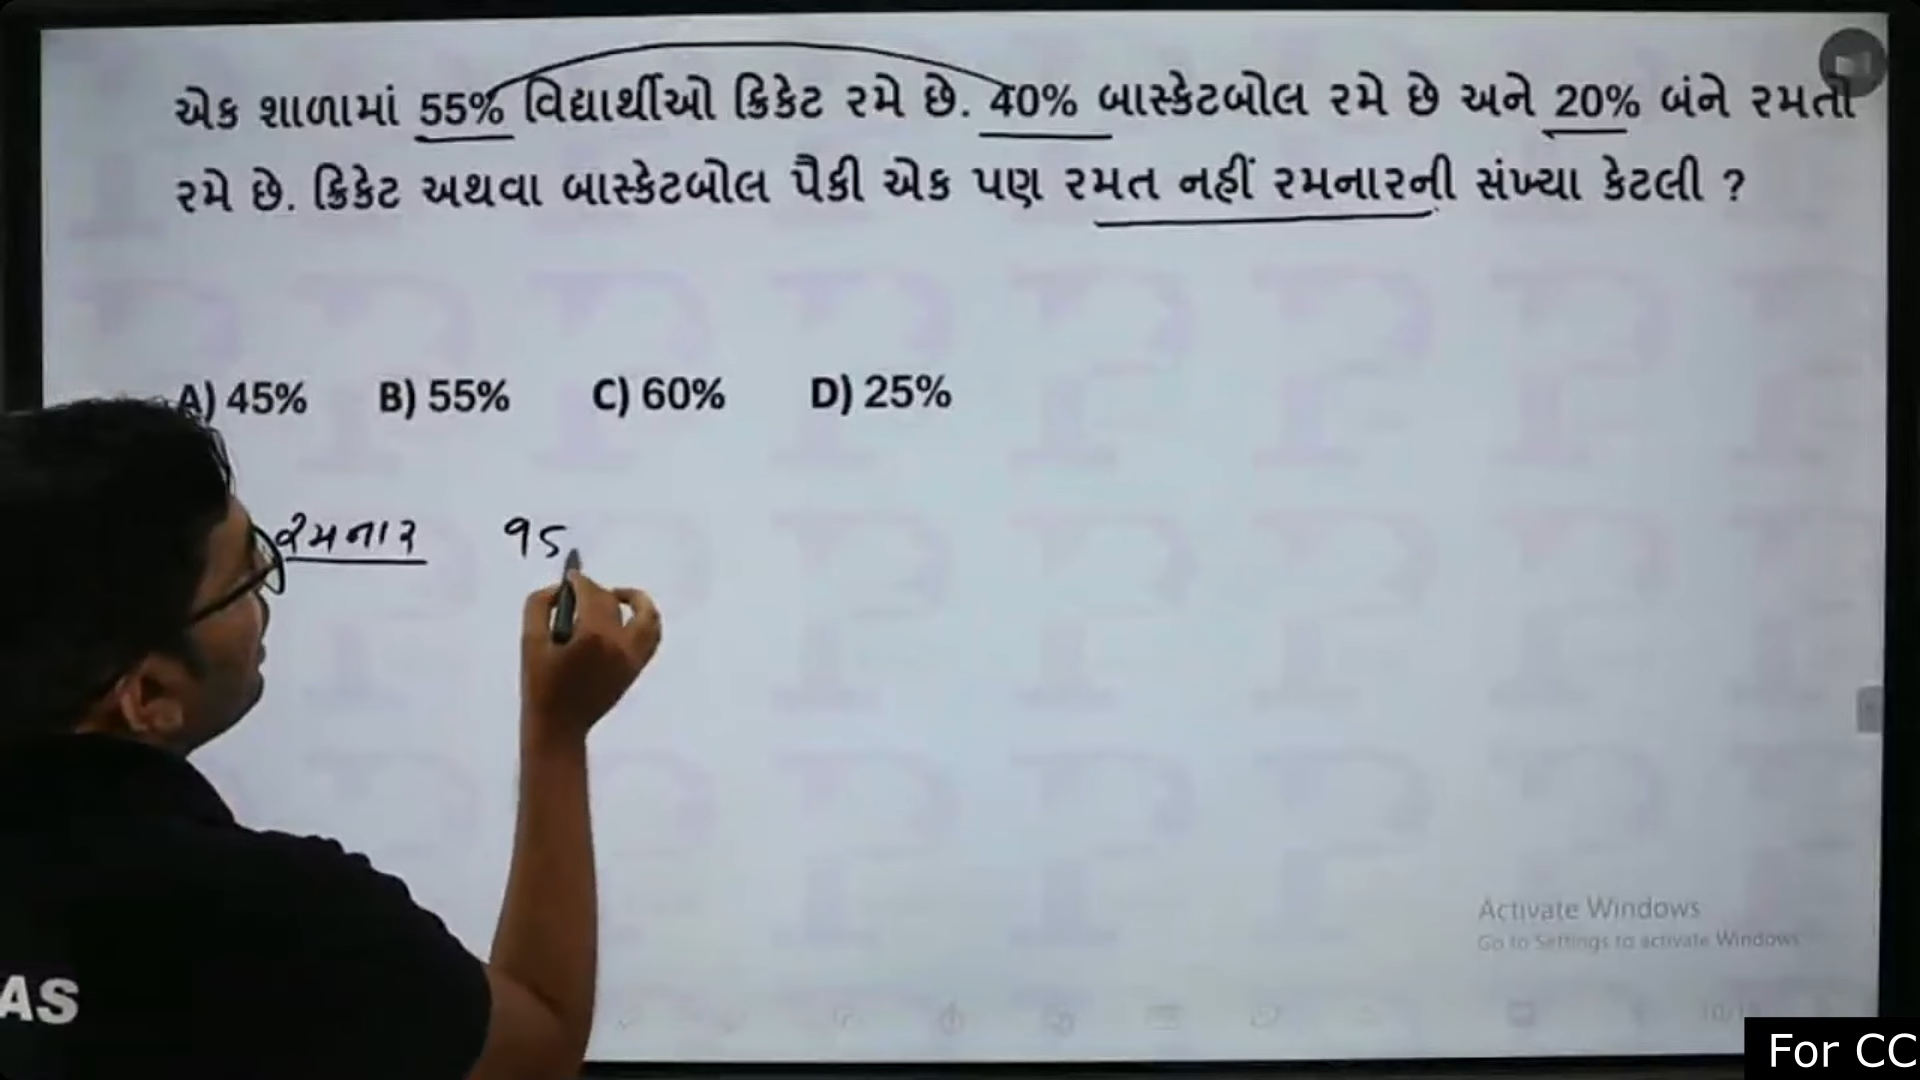 એક શાળામાં 55% વિદ્યાર્થીઓ ક્રિકેટ રમે છે. 40% બાસ્કેટબોલ રમે છે અને 20% બંને રમતો
રમે છે. ક્રિકેટ અથવા બાસ્કેટબોલ પૈકી એક પણ રમત નહીં રમનારની સંખ્યા કેટલી ?
A) 45% B) 55% C) 60% D) 25%
રમનાર 95
Activate Windows
Go to Settings to activate Windows
AS
For CC